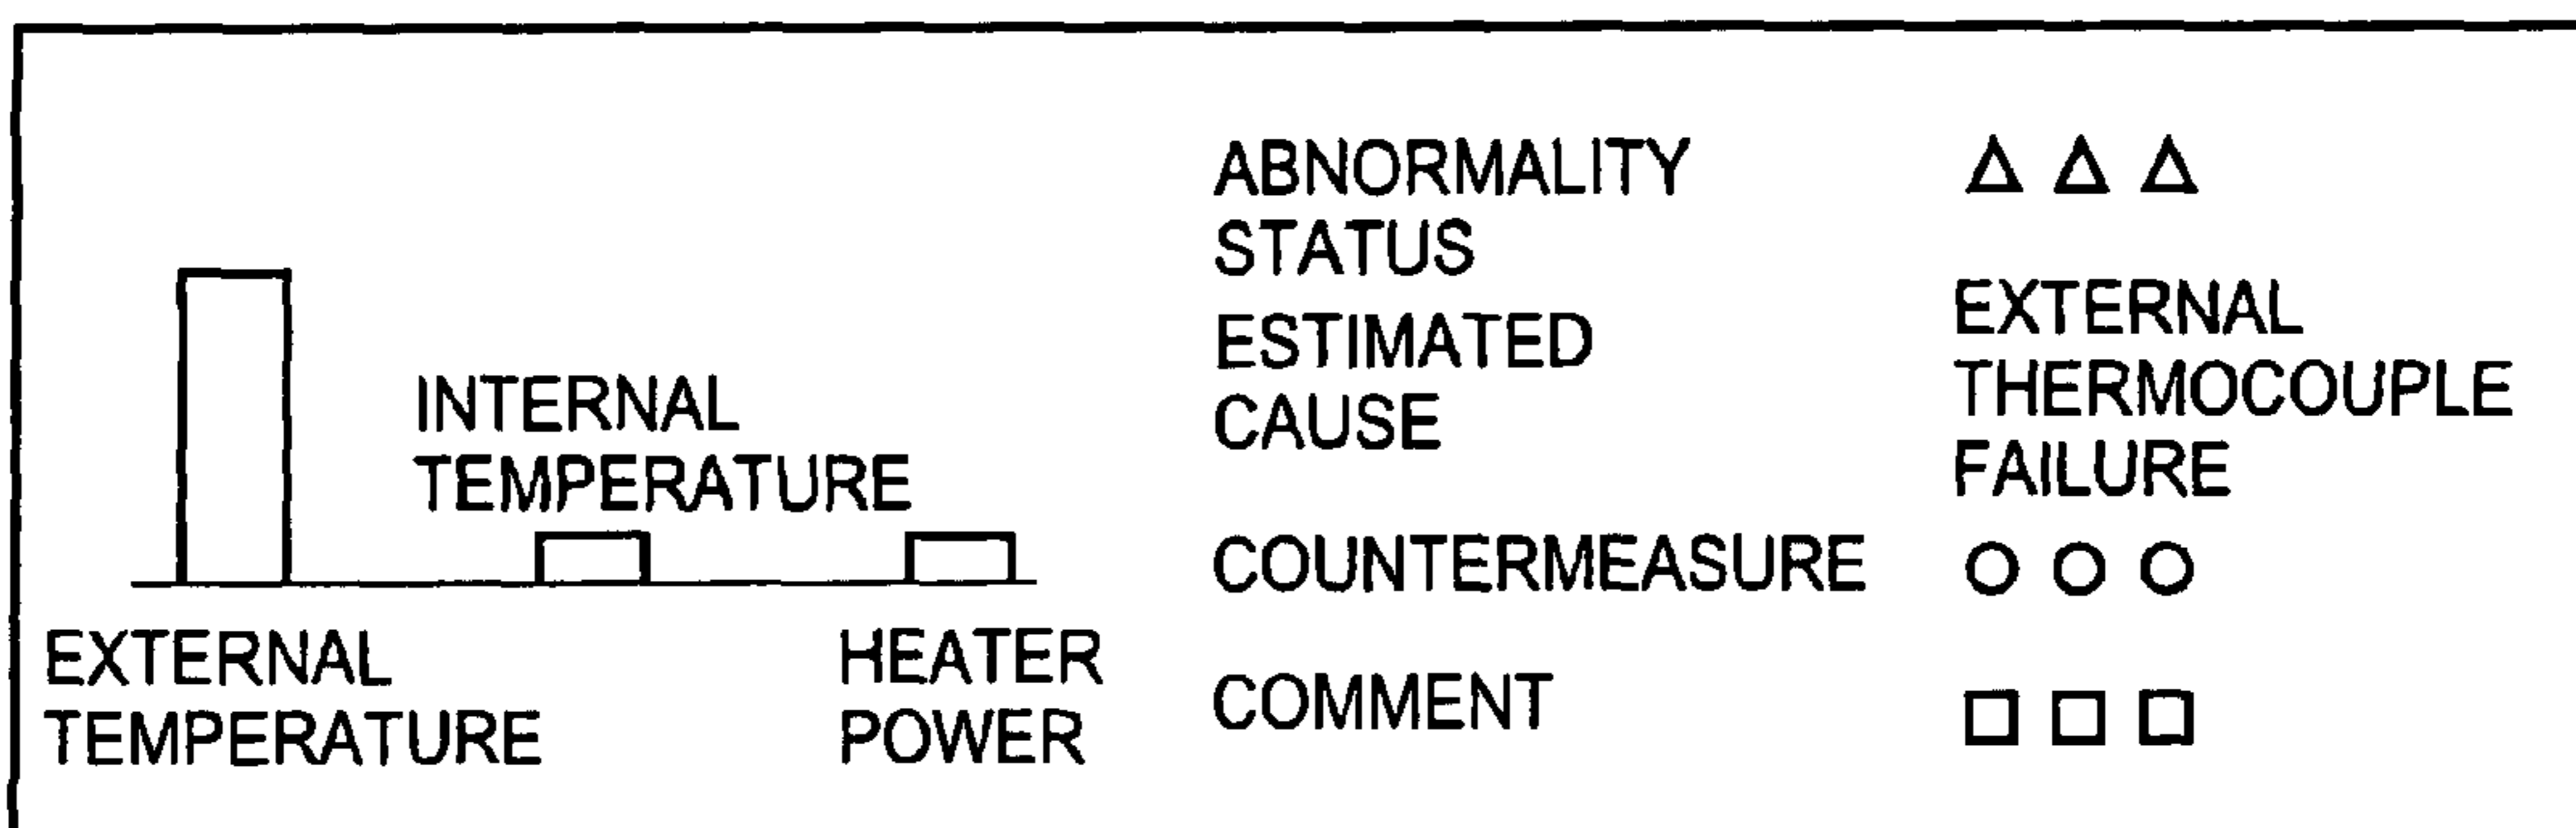 INTERNAL
TEMPERATURE
EXTERNAL
TEMPERATURE
HEATER
POWER
ABNORMALITY
STATUS
△ △ △
ESTIMATED
CAUSE
EXTERNAL
THERMOCOUPLE
FAILURE
COUNTERMEASURE
○ ○ ○
COMMENT
□ □ □